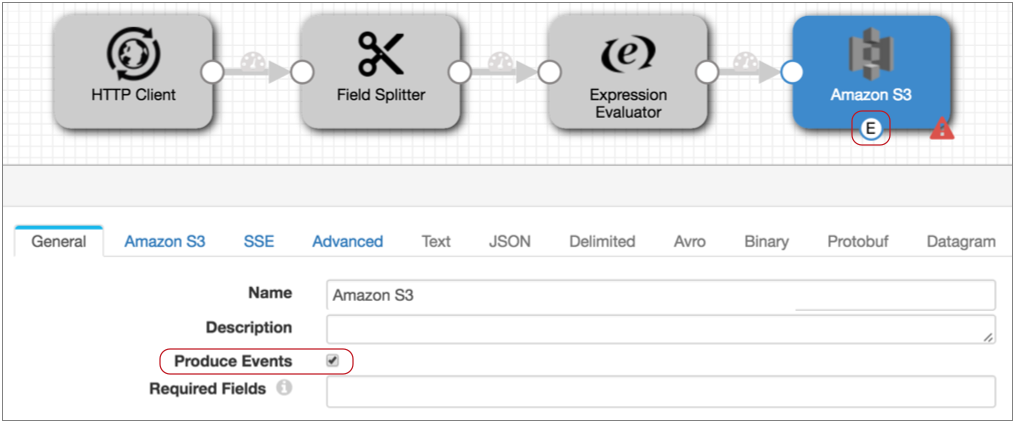 HTTP Client
Field Splitter
Expression
Evaluator
Amazon S3
E
General Amazon S3 SSE Advanced Text JSON Delimited Avro Binary Protobuf Datagram
Name Amazon S3
Description
Produce Events
Required Fields